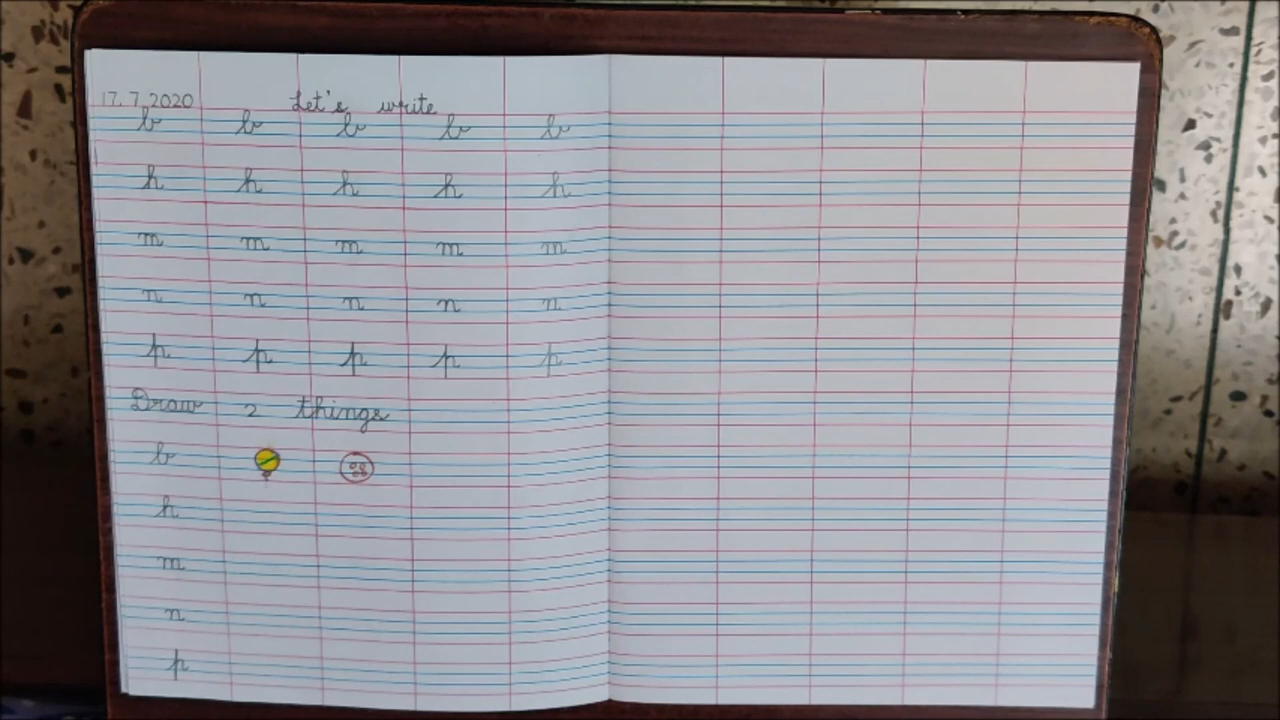 17.7.2020 Let's write
b b b b b
h h h h h
m m m m m
n n n n n
p p p p p
Draw 2 things
b
h
m
n
p